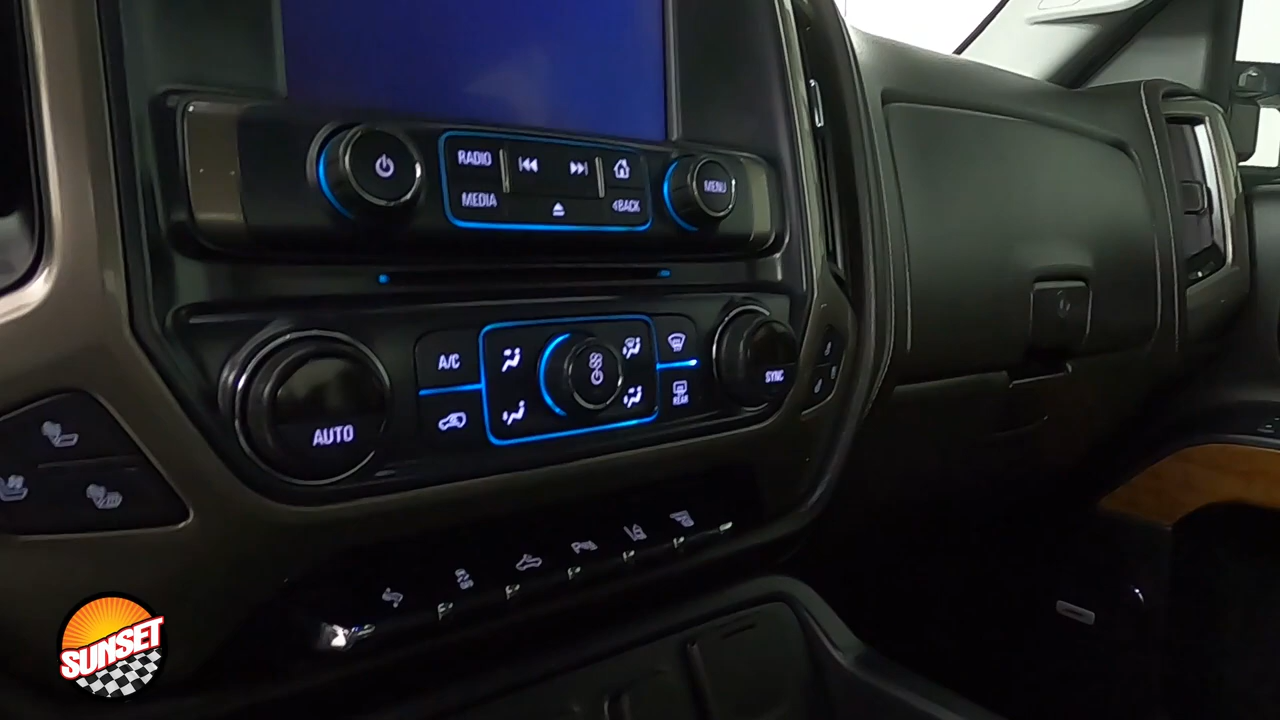 RADIO
MEDIA
BACK
MENU
A/C
AUTO
SYNC
REAR
SUNSET